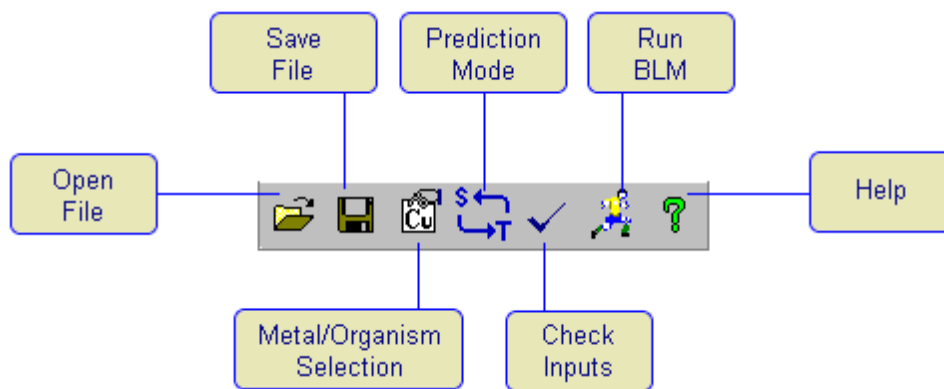 Save
File
Prediction
Mode
Run
BLM
Open
File
Cu
S
T
?
Help
Metal/Organism
Selection
Check
Inputs